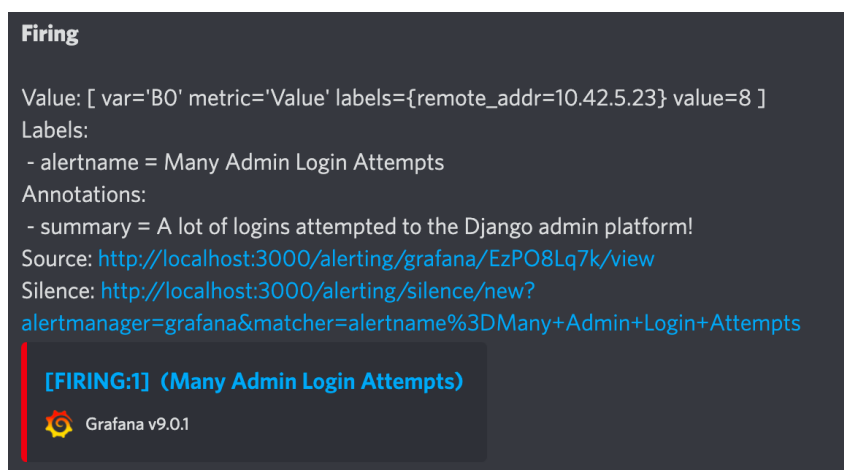 Firing
Value: [ var='B0' metric='Value' labels={remote_addr=10.42.5.23} value=8 ]
Labels:
- alertname = Many Admin Login Attempts
Annotations:
- summary = A lot of logins attempted to the Django admin platform!
Source: http://localhost:3000/alerting/grafana/EzPO8Lq7k/view
Silence: http://localhost:3000/alerting/silence/new?
alertmanager=grafana&matcher=alertname%3DMany+Admin+Login+Attempts
[FIRING:1]  (Many Admin Login Attempts)
Grafana v9.0.1